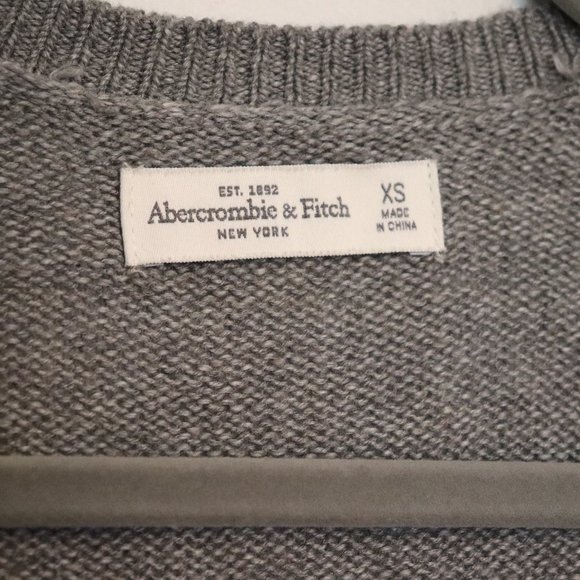 EST. 1892
Abercrombie & Fitch
NEW YORK
XS
MADE
IN CHINA